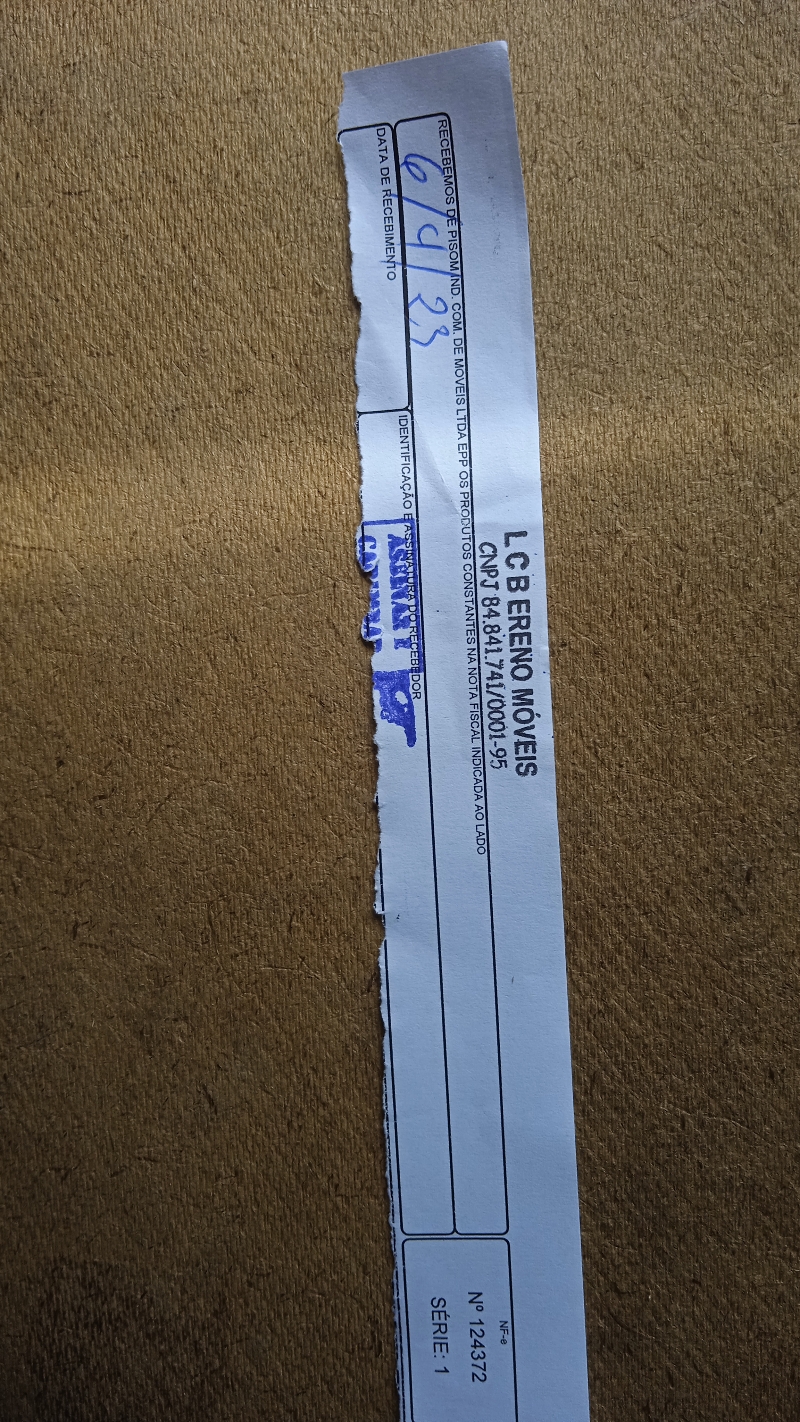 L C B ERENO MÓVEIS
CNPJ 84.841.741/0001-95
RECEBEMOS DE PISOM IND. COM. DE MOVEIS LTDA EPP OS PRODUTOS CONSTANTES NA NOTA FISCAL INDICADA AO LADO
6/4/23
DATA DE RECEBIMENTO
IDENTIFICAÇÃO E ASSINATURA DO RECEBEDOR
NF-e
Nº 124372
SÉRIE: 1